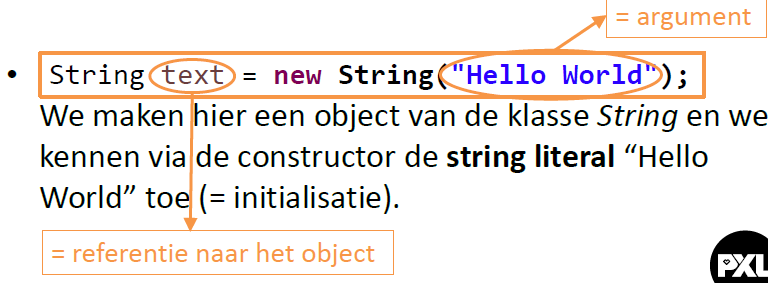 = argument
• String text = new String("Hello World");
We maken hier een object van de klasse String en we
kennen via de constructor de string literal “Hello
World” toe (= initialisatie).
= referentie naar het object
PXL